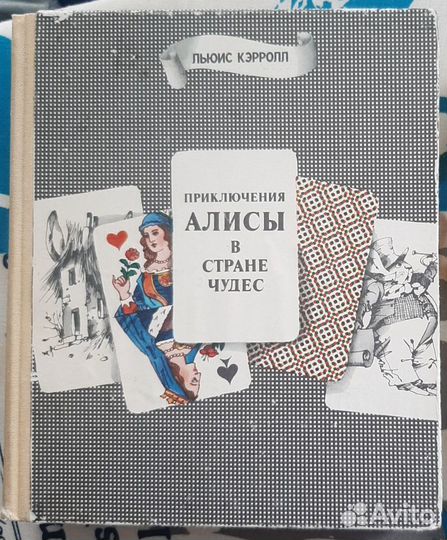 ЛЬЮИС КЭРРОЛЛ
ПРИКЛЮЧЕНИЯ
АЛИСЫ
В
СТРАНЕ
ЧУДЕС
Avito